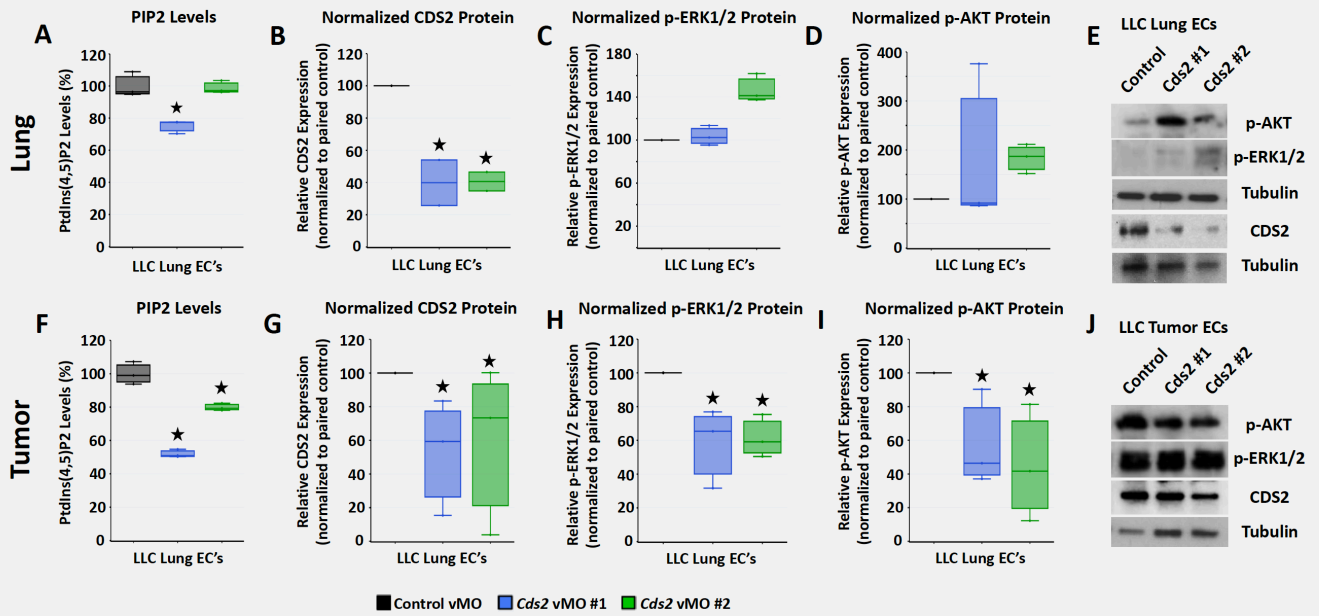 Lung
A
PIP2 Levels
PtdIns(4,5)P2 Levels (%)
120
100
80
60
40
20
0
LLC Lung EC's
B
Normalized CDS2 Protein
Relative CDS2 Expression
(normalized to paired control)
120
100
80
60
40
20
0
LLC Lung EC's
C
Normalized p-ERK1/2 Protein
Relative p-ERK1/2 Expression
(normalized to paired control)
180
140
100
60
20
LLC Lung EC's
D
Normalized p-AKT Protein
Relative p-AKT Expression
(normalized to paired control)
400
300
200
100
0
LLC Lung EC's
E
LLC Lung ECs
Control
Cds2 #1
Cds2 #2
p-AKT
p-ERK1/2
Tubulin
CDS2
Tubulin
Tumor
F
PIP2 Levels
PtdIns(4,5)P2 Levels (%)
120
100
80
60
40
20
0
LLC Lung EC's
G
Normalized CDS2 Protein
Relative CDS2 Expression
(normalized to paired control)
120
100
80
60
40
20
0
LLC Lung EC's
H
Normalized p-ERK1/2 Protein
Relative p-ERK1/2 Expression
(normalized to paired control)
120
100
80
60
40
20
0
LLC Lung EC's
I
Normalized p-AKT Protein
Relative p-AKT Expression
(normalized to paired control)
120
100
80
60
40
20
0
LLC Lung EC's
J
LLC Tumor ECs
Control
Cds2 #1
Cds2 #2
p-AKT
p-ERK1/2
CDS2
Tubulin
Control vMO
Cds2 vMO #1
Cds2 vMO #2